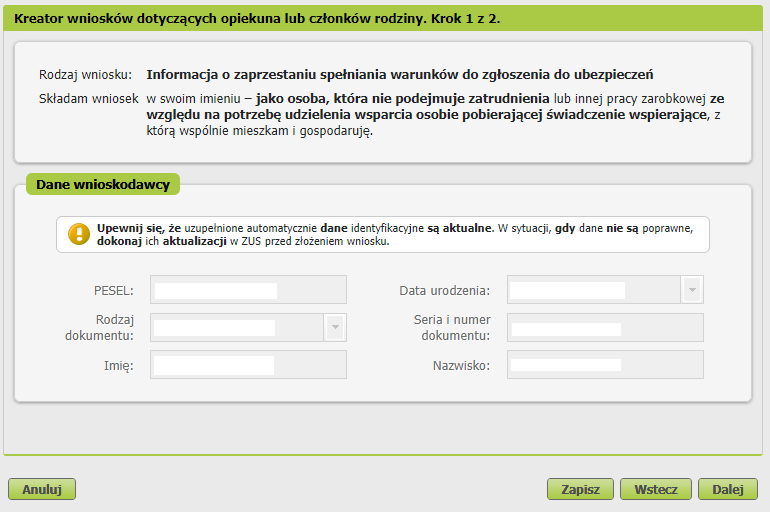 Kreator wniosków dotyczących opiekuna lub członków rodziny. Krok 1 z 2.
Rodzaj wniosku: Informacja o zaprzestaniu spełniania warunków do zgłoszenia do ubezpieczeń
Składam wniosek w swoim imieniu – jako osoba, która nie podejmuje zatrudnienia lub innej pracy zarobkowej ze
względu na potrzebę udzielenia wsparcia osobie pobierającej świadczenie wspierające, z
którą wspólnie mieszkam i gospodaruję.
Dane wnioskodawcy
Upewnij się, że uzupełnione automatycznie dane identyfikacyjne są aktualne. W sytuacji, gdy dane nie są poprawne,
dokonaj ich aktualizacji w ZUS przed złożeniem wniosku.
PESEL: Data urodzenia:
Rodzaj Seria i numer
dokumentu: dokumentu:
Imię: Nazwisko:
Anuluj Zapisz Wstecz Dalej